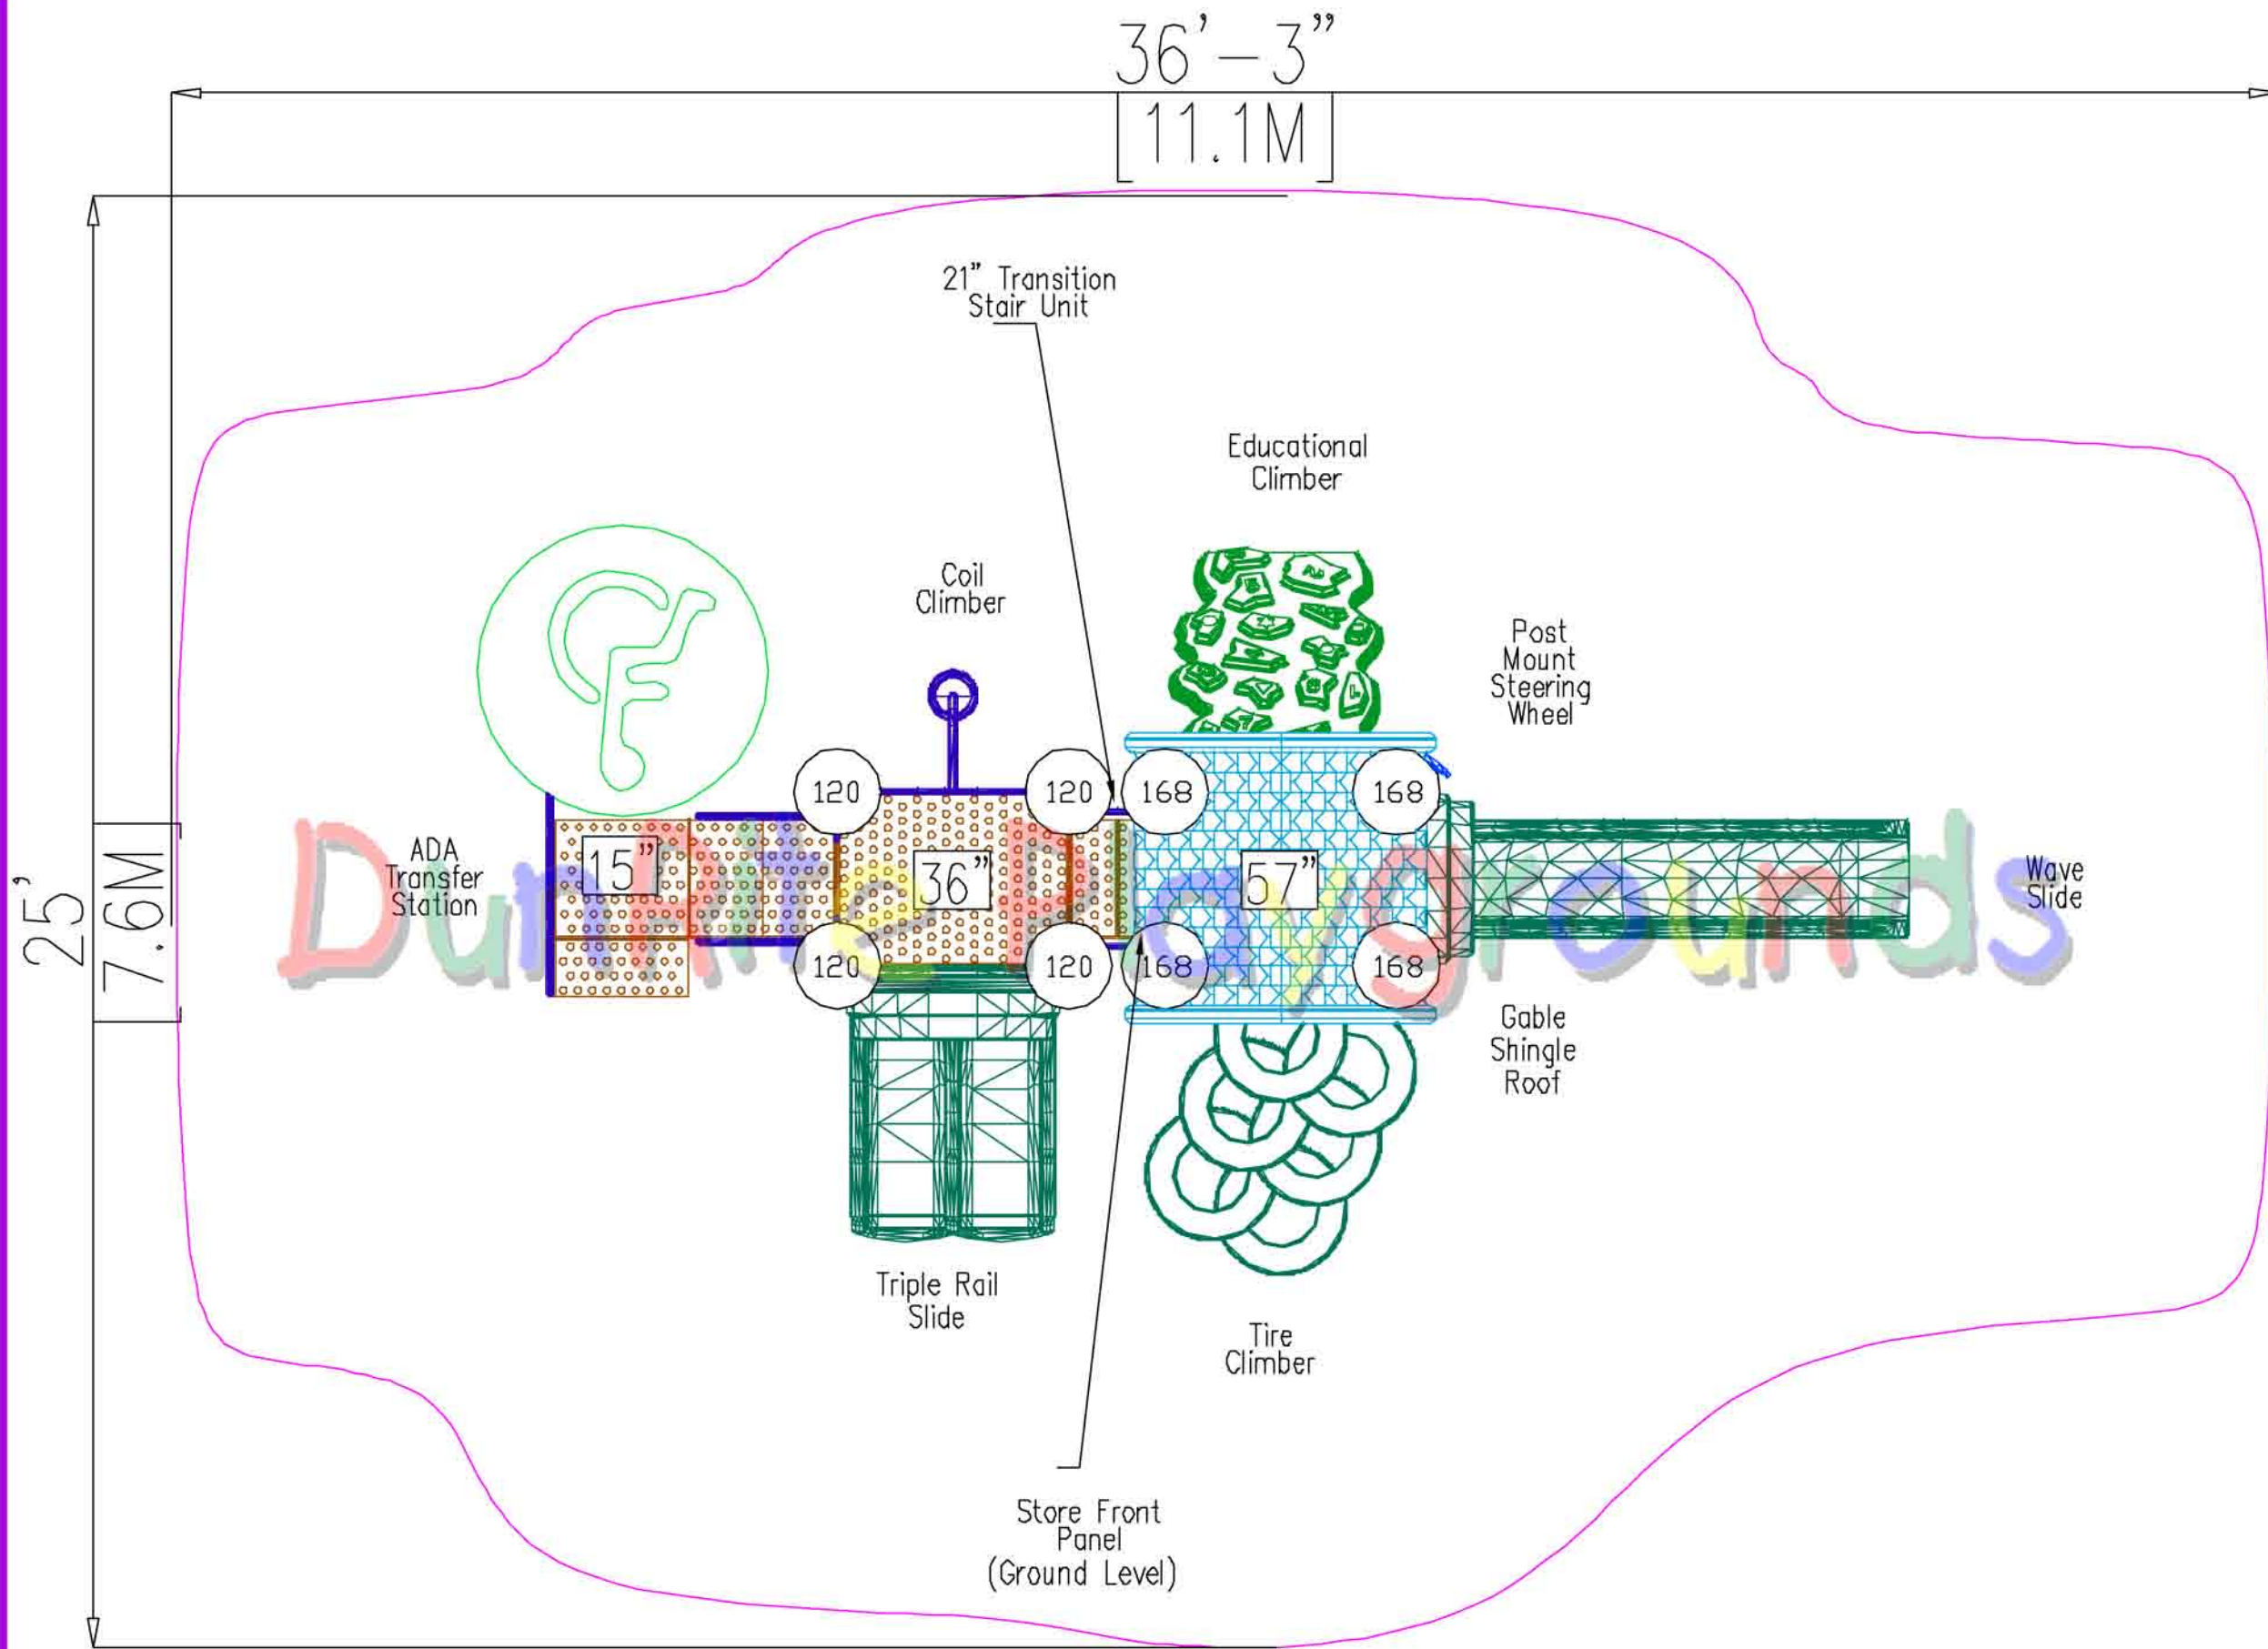 36'-3"
[11.1M]
21" Transition
Stair Unit
Educational
Climber
Coil
Climber
Post
Mount
Steering
Wheel
120
120
168
168
ADA
Transfer
Station
15"
36"
57"
Wave
Slide
25'
[7.6M]
DunRite Playgrounds
120
120
168
168
Gable
Shingle
Roof
Triple Rail
Slide
Tire
Climber
Store Front
Panel
(Ground Level)